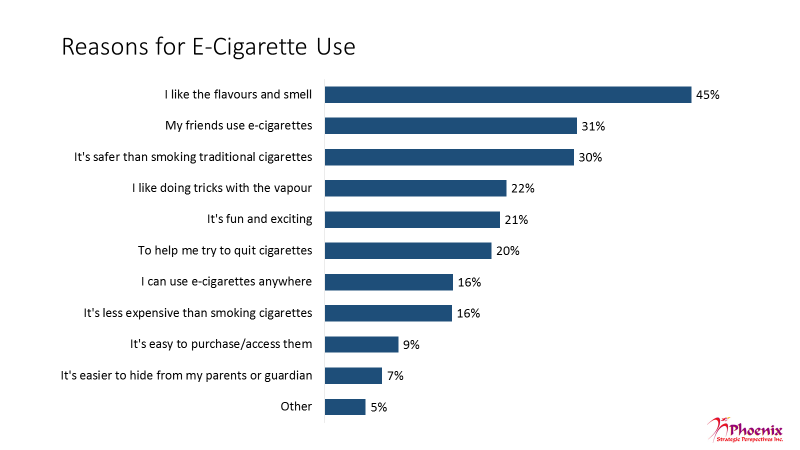 Reasons for E-Cigarette Use
I like the flavours and smell 45%
My friends use e-cigarettes 31%
It's safer than smoking traditional cigarettes 30%
I like doing tricks with the vapour 22%
It's fun and exciting 21%
To help me try to quit cigarettes 20%
I can use e-cigarettes anywhere 16%
It's less expensive than smoking cigarettes 16%
It's easy to purchase/access them 9%
It's easier to hide from my parents or guardian 7%
Other 5%
Phoenix
Strategic Perspectives Inc.